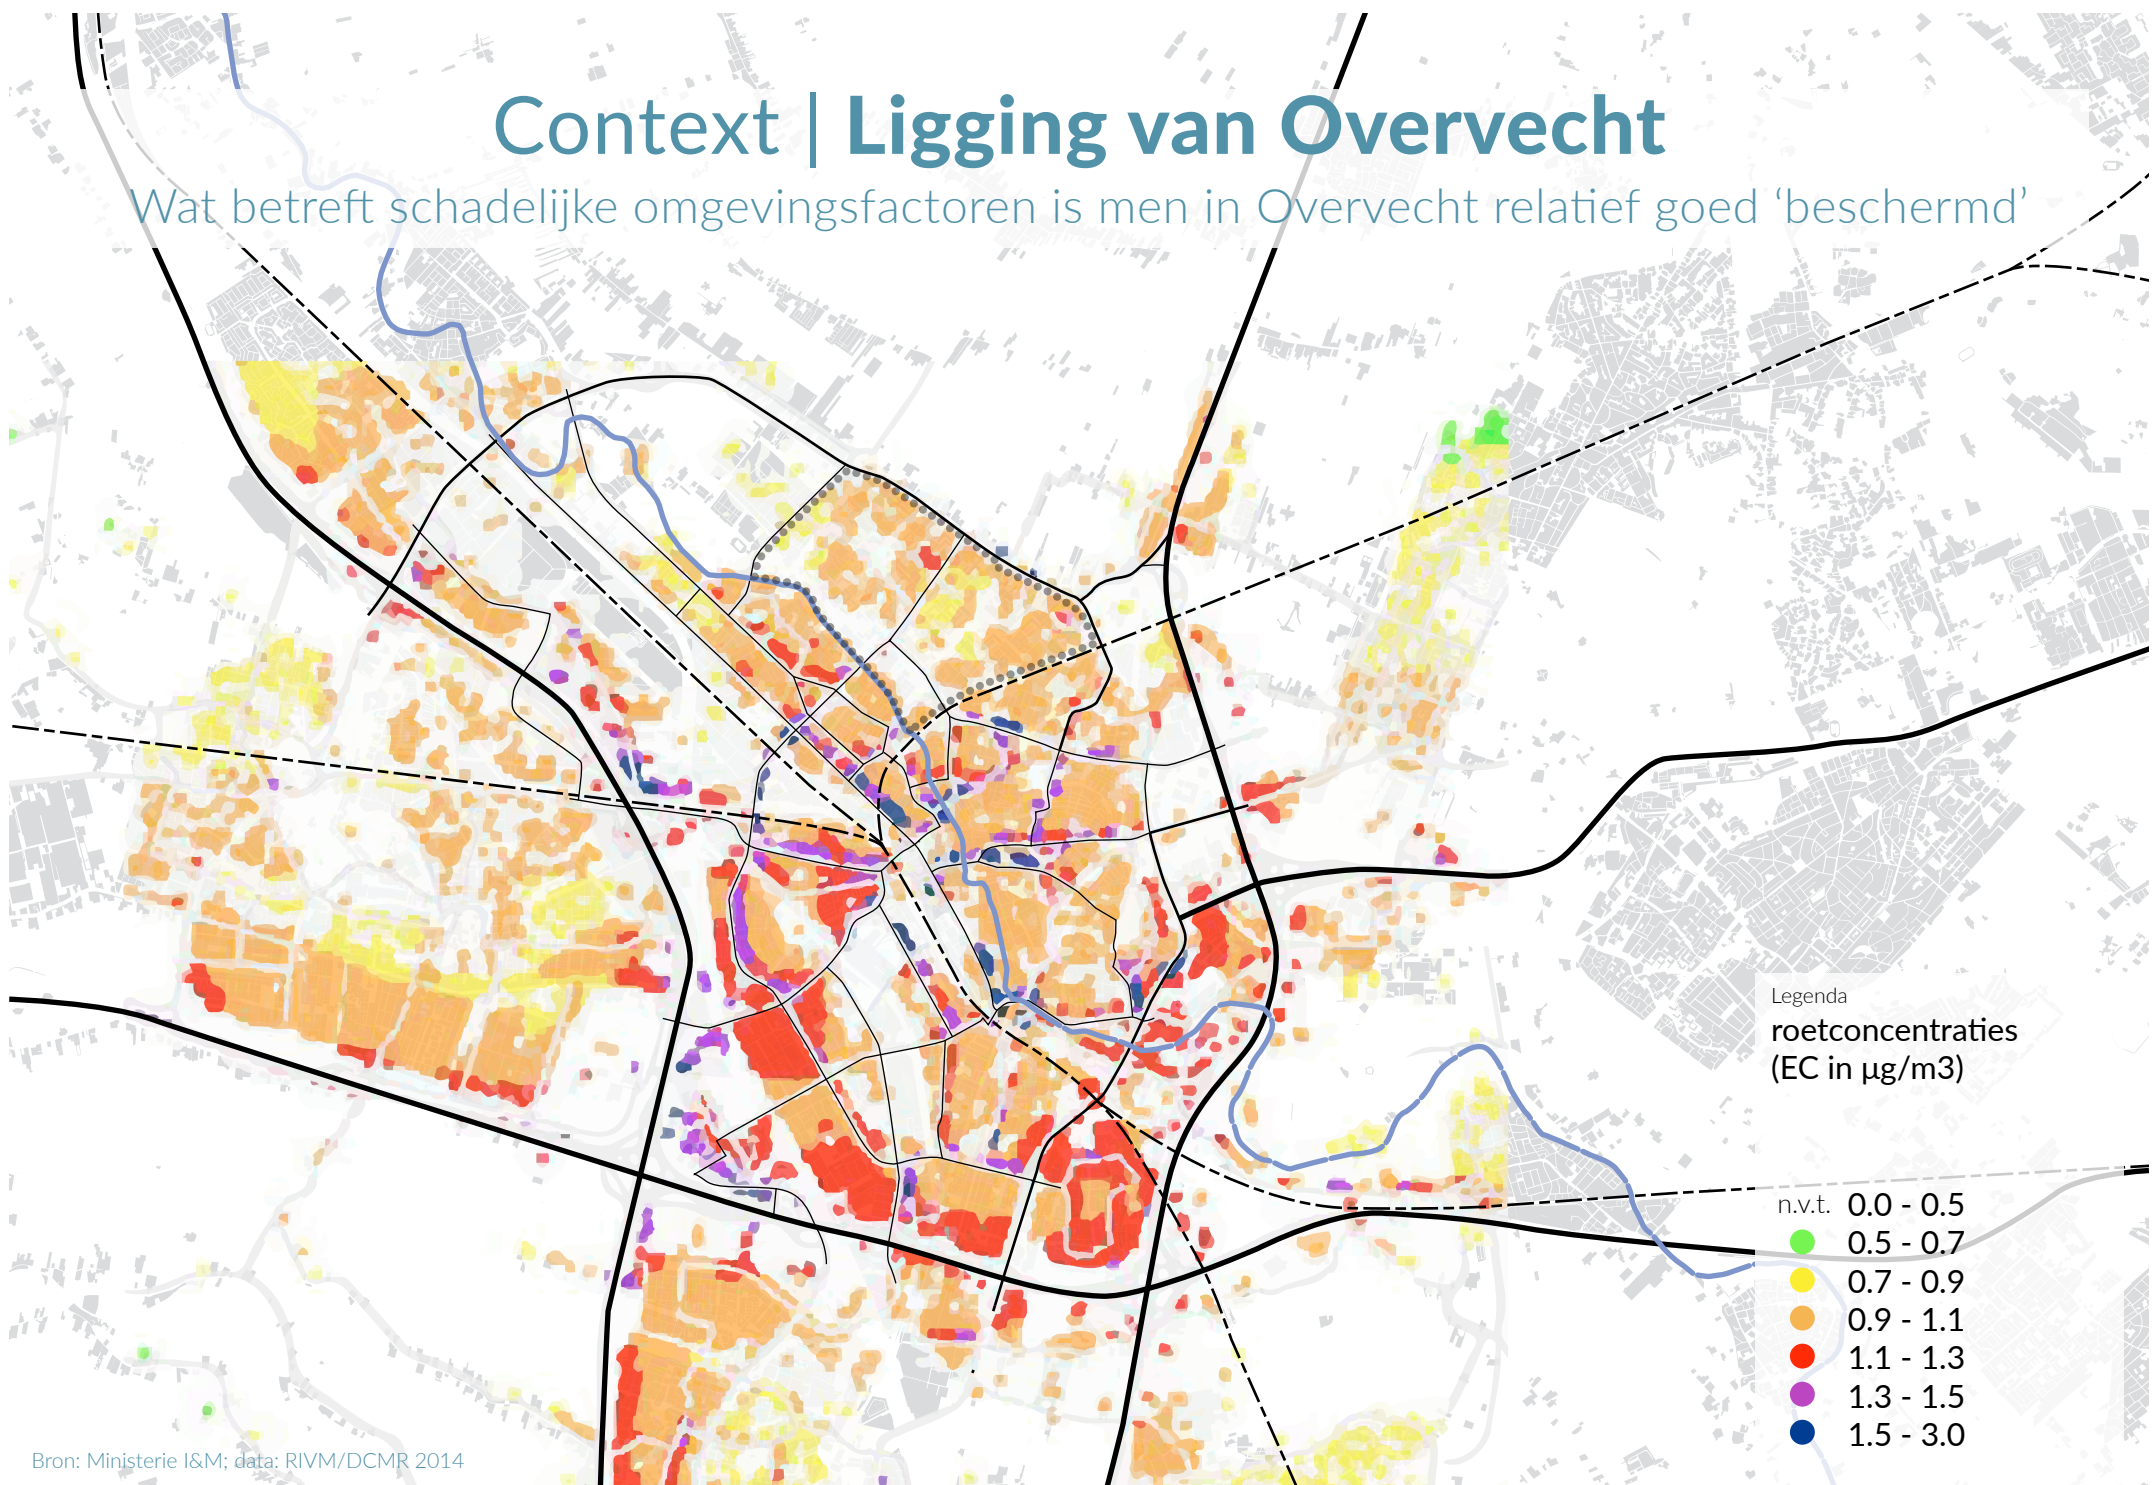 Context | Ligging van Overvecht
Wat betreft schadelijke omgevingsfactoren is men in Overvecht relatief goed ‘beschermd’
Legenda
roetconcentraties
(EC in µg/m3)
n.v.t. 0.0 - 0.5
0.5 - 0.7
0.7 - 0.9
0.9 - 1.1
1.1 - 1.3
1.3 - 1.5
1.5 - 3.0
Bron: Ministerie I&M; data: RIVM/DCMR 2014